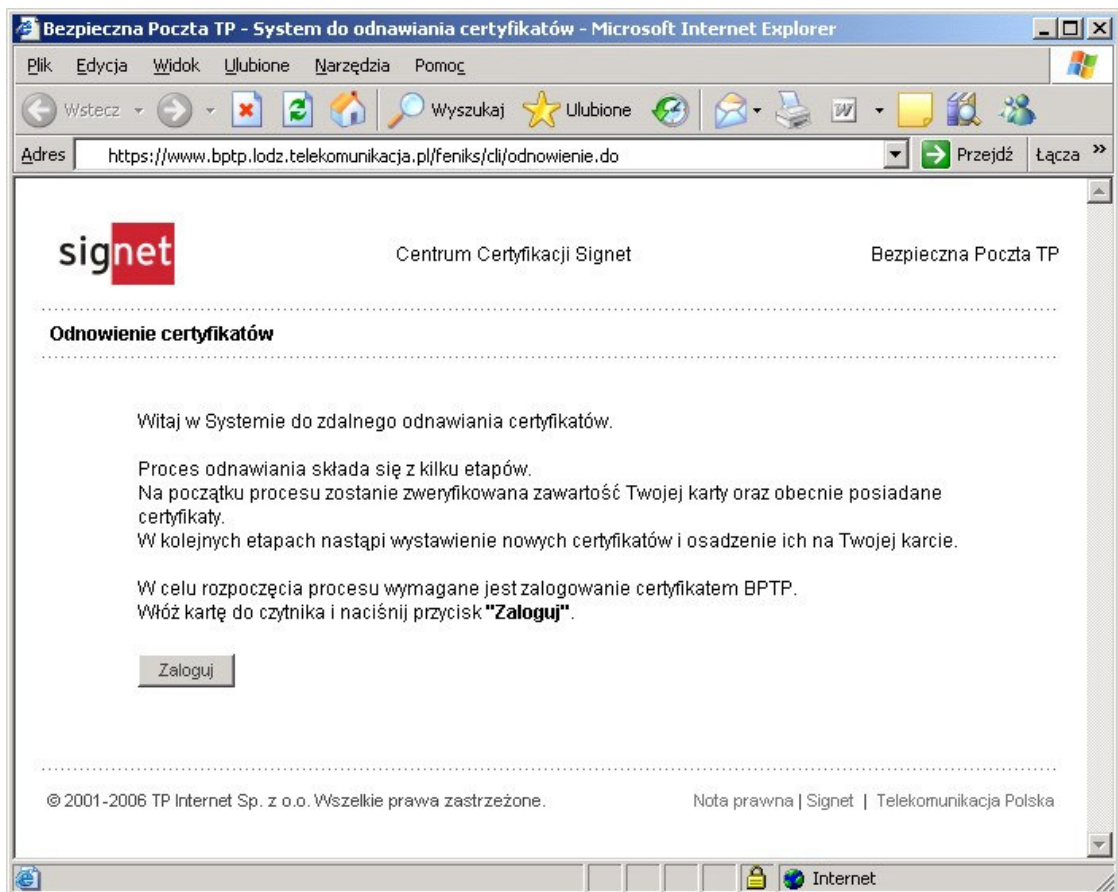 Bezpieczna Poczta TP - System do odnawiania certyfikatów - Microsoft Internet Explorer
Plik Edycja Widok Ulubione Narzędzia Pomoc
Wstecz Wyszukaj Ulubione
Adres https://www.bptp.lodz.telekomunikacja.pl/feniks/cli/odnowienie.do Przejdź Łącza »
signet Centrum Certyfikacji Signet Bezpieczna Poczta TP
Odnowienie certyfikatów
Witaj w Systemie do zdalnego odnawiania certyfikatów.
Proces odnawiania składa się z kilku etapów.
Na początku procesu zostanie zweryfikowana zawartość Twojej karty oraz obecnie posiadane
certyfikaty.
W kolejnych etapach nastąpi wystawienie nowych certyfikatów i osadzenie ich na Twojej karcie.
W celu rozpoczęcia procesu wymagane jest zalogowanie certyfikatem BPTP.
Włóż kartę do czytnika i naciśnij przycisk "Zaloguj".
Zaloguj
© 2001-2006 TP Internet Sp. z o.o. Wszelkie prawa zastrzeżone. Nota prawna | Signet | Telekomunikacja Polska
Internet